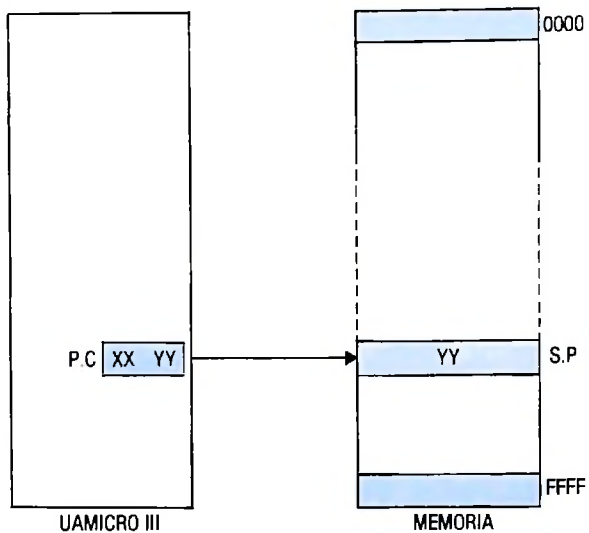 0000
P.C XX YY
YY S.P
FFFF
UAMICRO III
MEMORIA